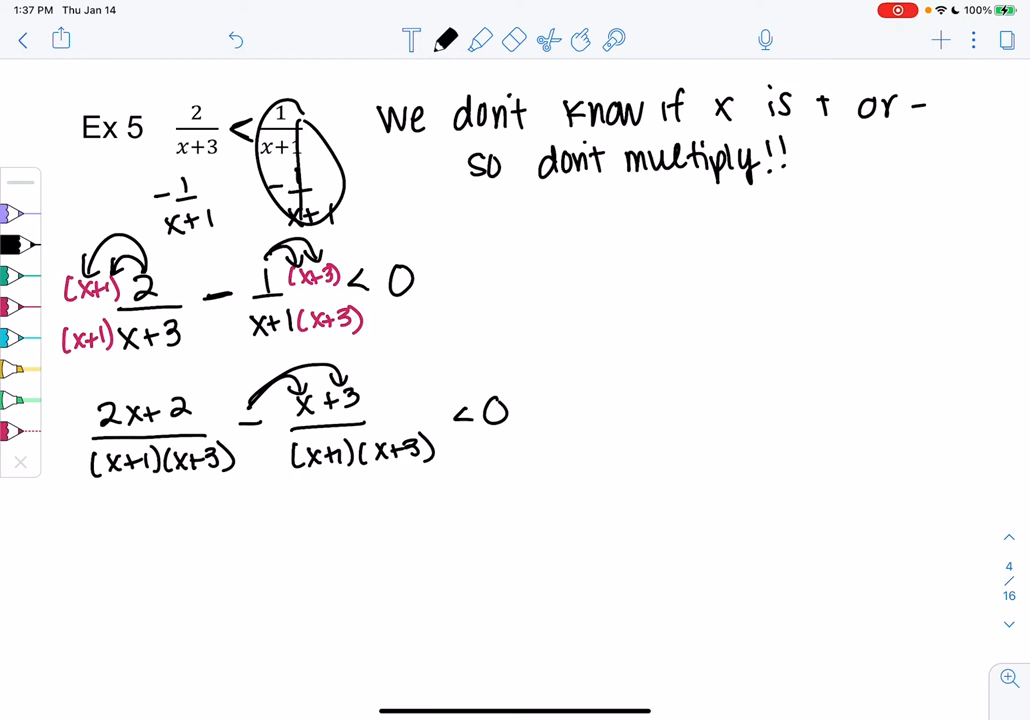 1:37 PM Thu Jan 14 100%
Ex 5 2/(x+3) < 1/(x+1) We don't know if x is + or -
so don't multiply!!
- 1/(x+1) - 1/(x+1)
(x+1) 2 / (x+1) x+3 - 1 (x+3) / x+1 (x+3) < 0
2x+2 / (x+1)(x+3) - x+3 / (x+1)(x+3) < 0
4
/
16